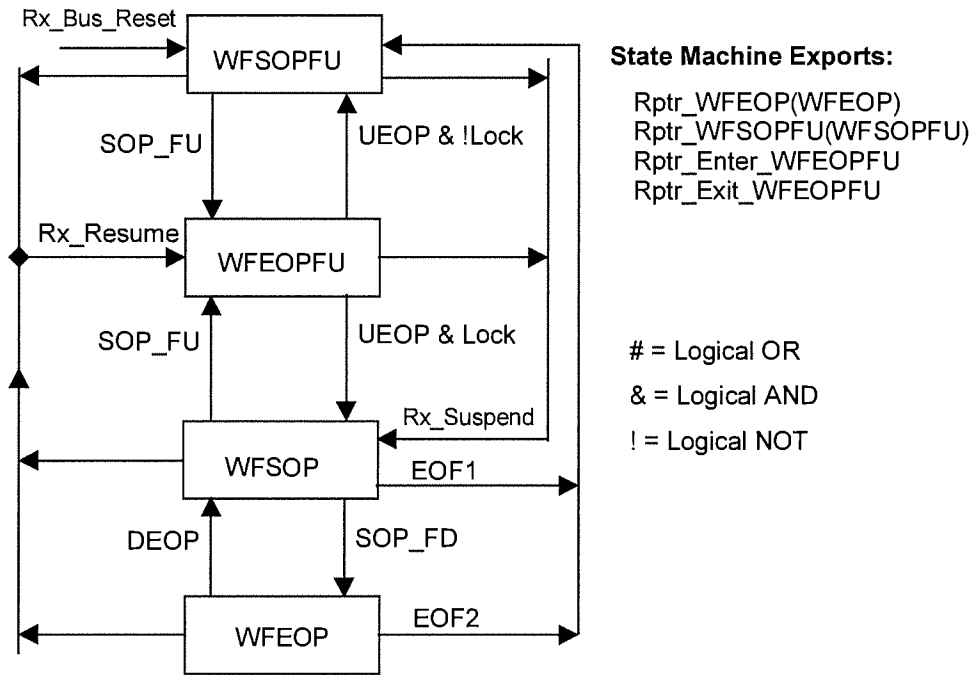 Rx_Bus_Reset
WFSOPFU
State Machine Exports:
Rptr_WFEOP(WFEOP)
Rptr_WFSOPFU(WFSOPFU)
Rptr_Enter_WFEOPFU
Rptr_Exit_WFEOPFU
SOP_FU
UEOP & !Lock
Rx_Resume
WFEOPFU
SOP_FU
UEOP & Lock
# = Logical OR
& = Logical AND
! = Logical NOT
Rx_Suspend
WFSOP
EOF1
DEOP
SOP_FD
WFEOP
EOF2